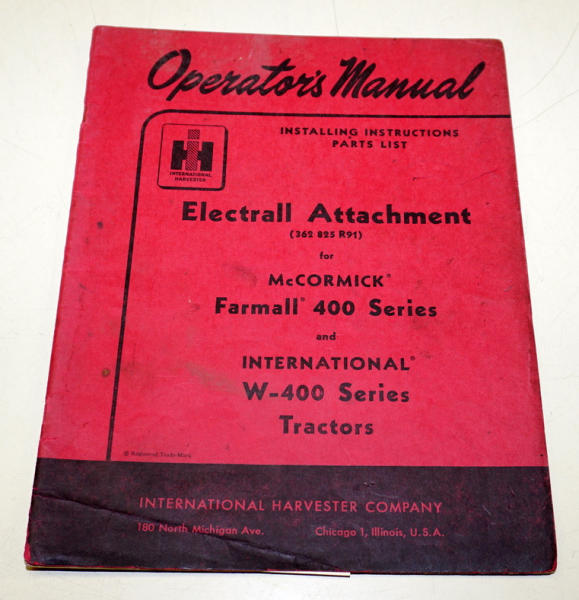 Operator's Manual
INSTALLING INSTRUCTIONS
PARTS LIST
IH
INTERNATIONAL
HARVESTER
Electrall Attachment
(362 825 R91)
for
McCORMICK®
Farmall® 400 Series
and
INTERNATIONAL®
W-400 Series
Tractors
® Registered Trade-Mark
INTERNATIONAL HARVESTER COMPANY
180 North Michigan Ave. Chicago 1, Illinois, U.S.A.